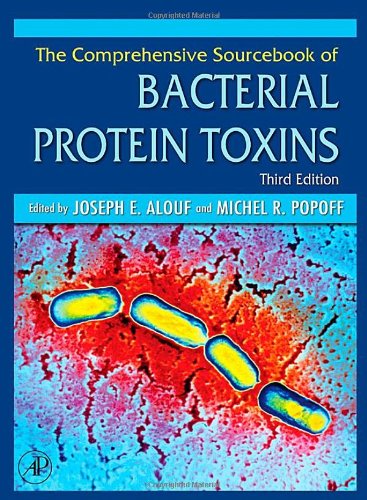 The Comprehensive Sourcebook of
BACTERIAL
PROTEIN TOXINS
Third Edition
Edited by JOSEPH E. ALOUF and MICHEL R. POPOFF
AP